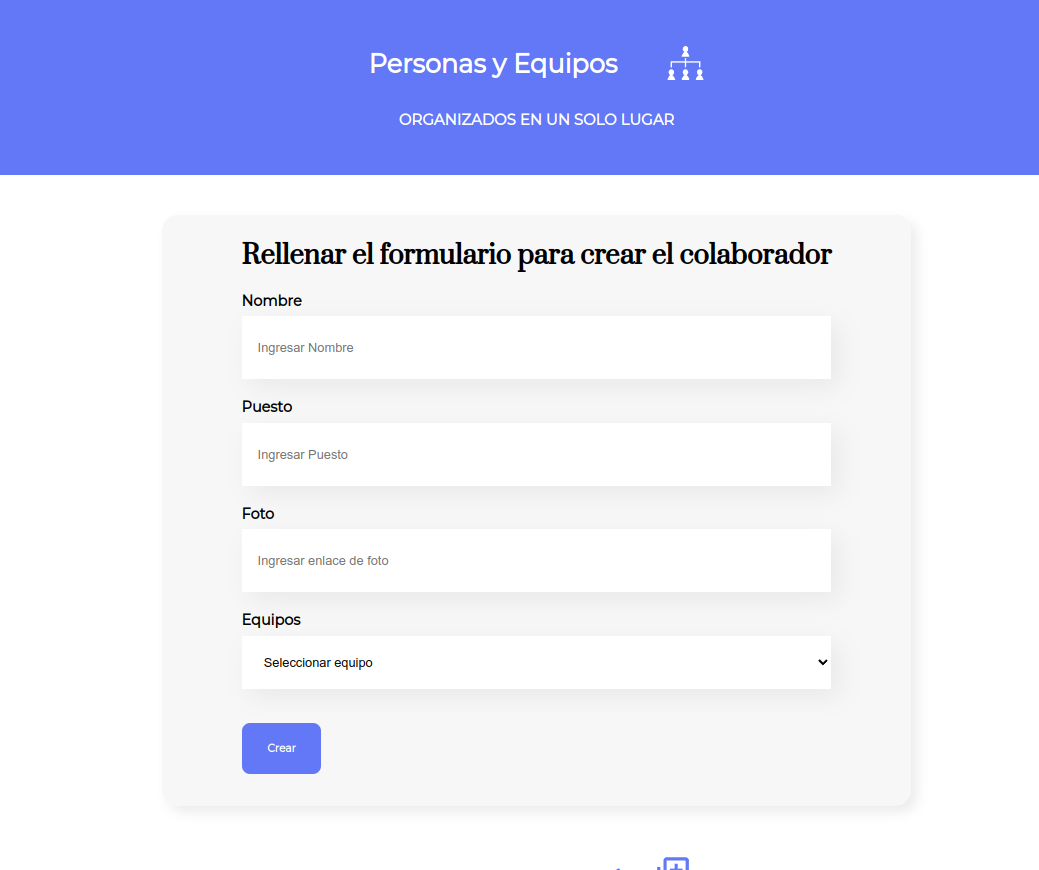 Personas y Equipos
ORGANIZADOS EN UN SOLO LUGAR
Rellenar el formulario para crear el colaborador
Nombre
Ingresar Nombre
Puesto
Ingresar Puesto
Foto
Ingresar enlace de foto
Equipos
Seleccionar equipo
Crear